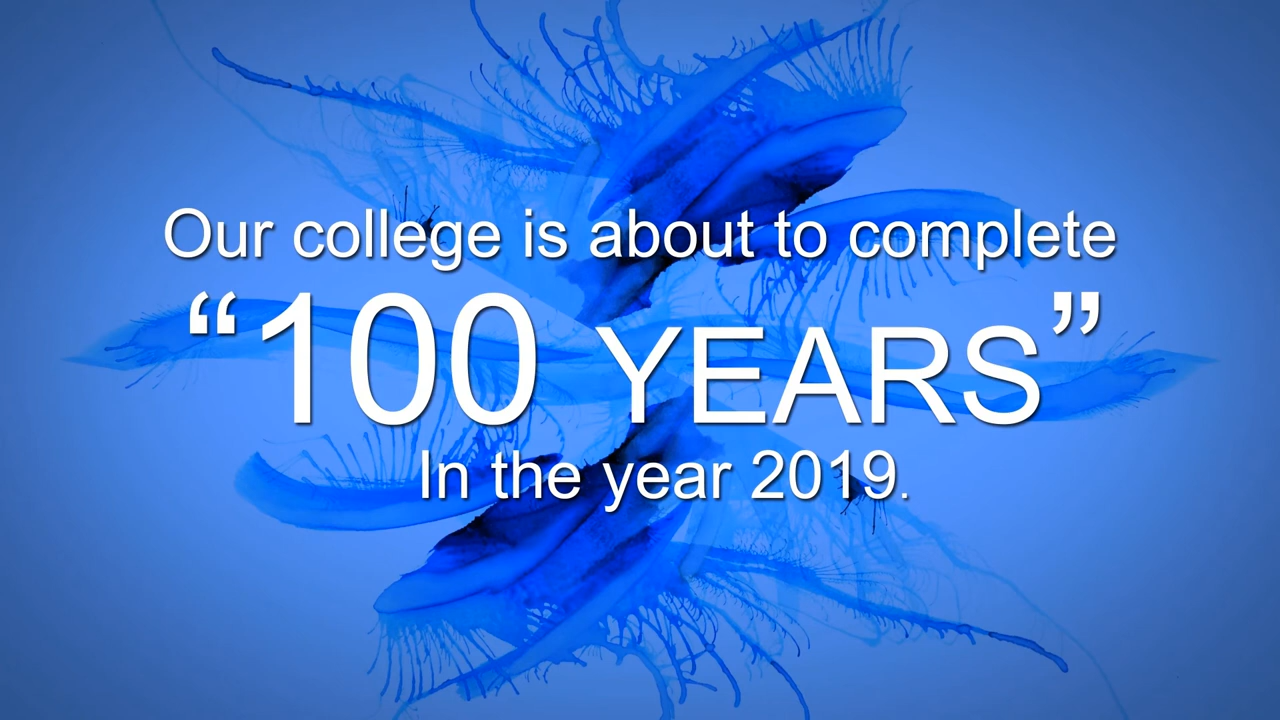 Our college is about to complete
“100 YEARS”
In the year 2019.